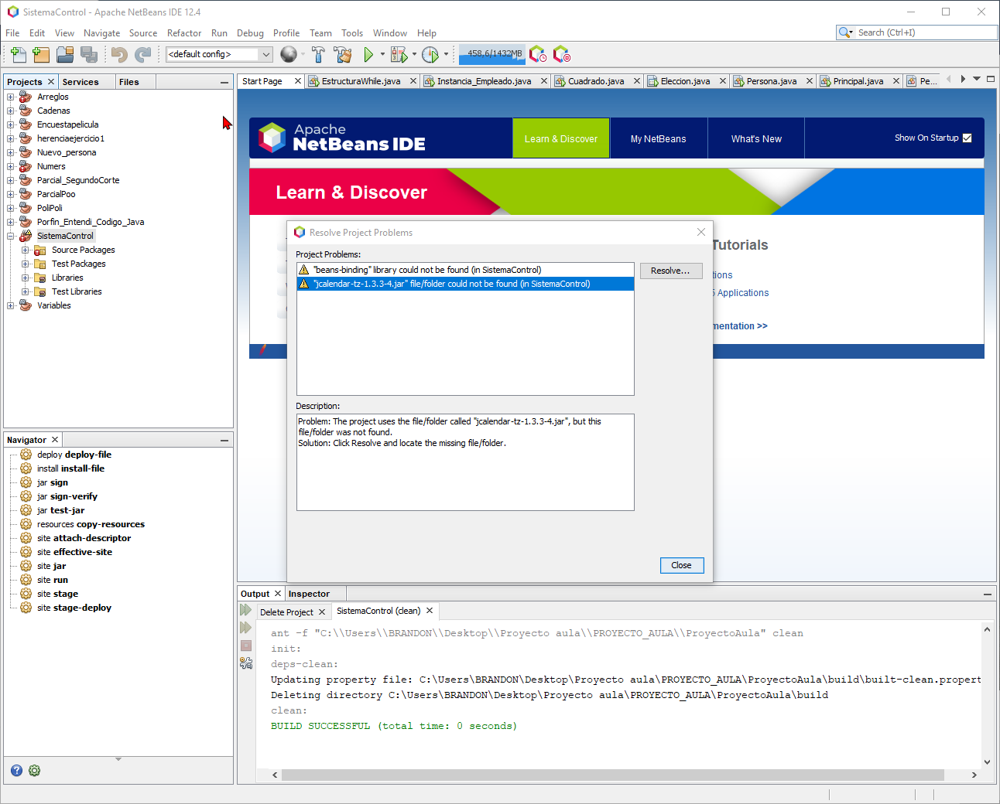 SistemaControl - Apache NetBeans IDE 12.4
File Edit View Navigate Source Refactor Run Debug Profile Team Tools Window Help
Search (Ctrl+I)
<default config>
458,6/1432MB
Projects Services Files
Arreglos
Cadenas
Encuestapelicula
herenciaejercicio1
Nuevo_persona
Numers
Parcial_SegundoCorte
ParcialPoo
PoliPoli
Porfin_Entendi_Codigo_Java
SistemaControl
Source Packages
Test Packages
Libraries
Test Libraries
Variables
Start Page EstructuraWhile.java Instancia_Empleado.java Cuadrado.java Eleccion.java Persona.java Principal.java Pe...
Apache
NetBeans IDE
Learn & Discover
My NetBeans
What's New
Show On Startup
Learn & Discover
Tutorials
Applications
mentation >>
Resolve Project Problems
Project Problems:
"beans-binding" library could not be found (in SistemaControl)
"jcalendar-tz-1.3.3-4.jar" file/folder could not be found (in SistemaControl)
Resolve...
Description:
Problem: The project uses the file/folder called "jcalendar-tz-1.3.3-4.jar", but this
file/folder was not found.
Solution: Click Resolve and locate the missing file/folder.
Close
Navigator
deploy deploy-file
install install-file
jar sign
jar sign-verify
jar test-jar
resources copy-resources
site attach-descriptor
site effective-site
site jar
site run
site stage
site stage-deploy
Output Inspector
Delete Project SistemaControl (clean)
ant -f "C:\\Users\\BRANDON\\Desktop\\Proyecto aula\\PROYECTO_AULA\\ProyectoAula" clean
init:
deps-clean:
Updating property file: C:\Users\BRANDON\Desktop\Proyecto aula\PROYECTO_AULA\ProyectoAula\build\built-clean.propert
Deleting directory C:\Users\BRANDON\Desktop\Proyecto aula\PROYECTO_AULA\ProyectoAula\build
clean:
BUILD SUCCESSFUL (total time: 0 seconds)